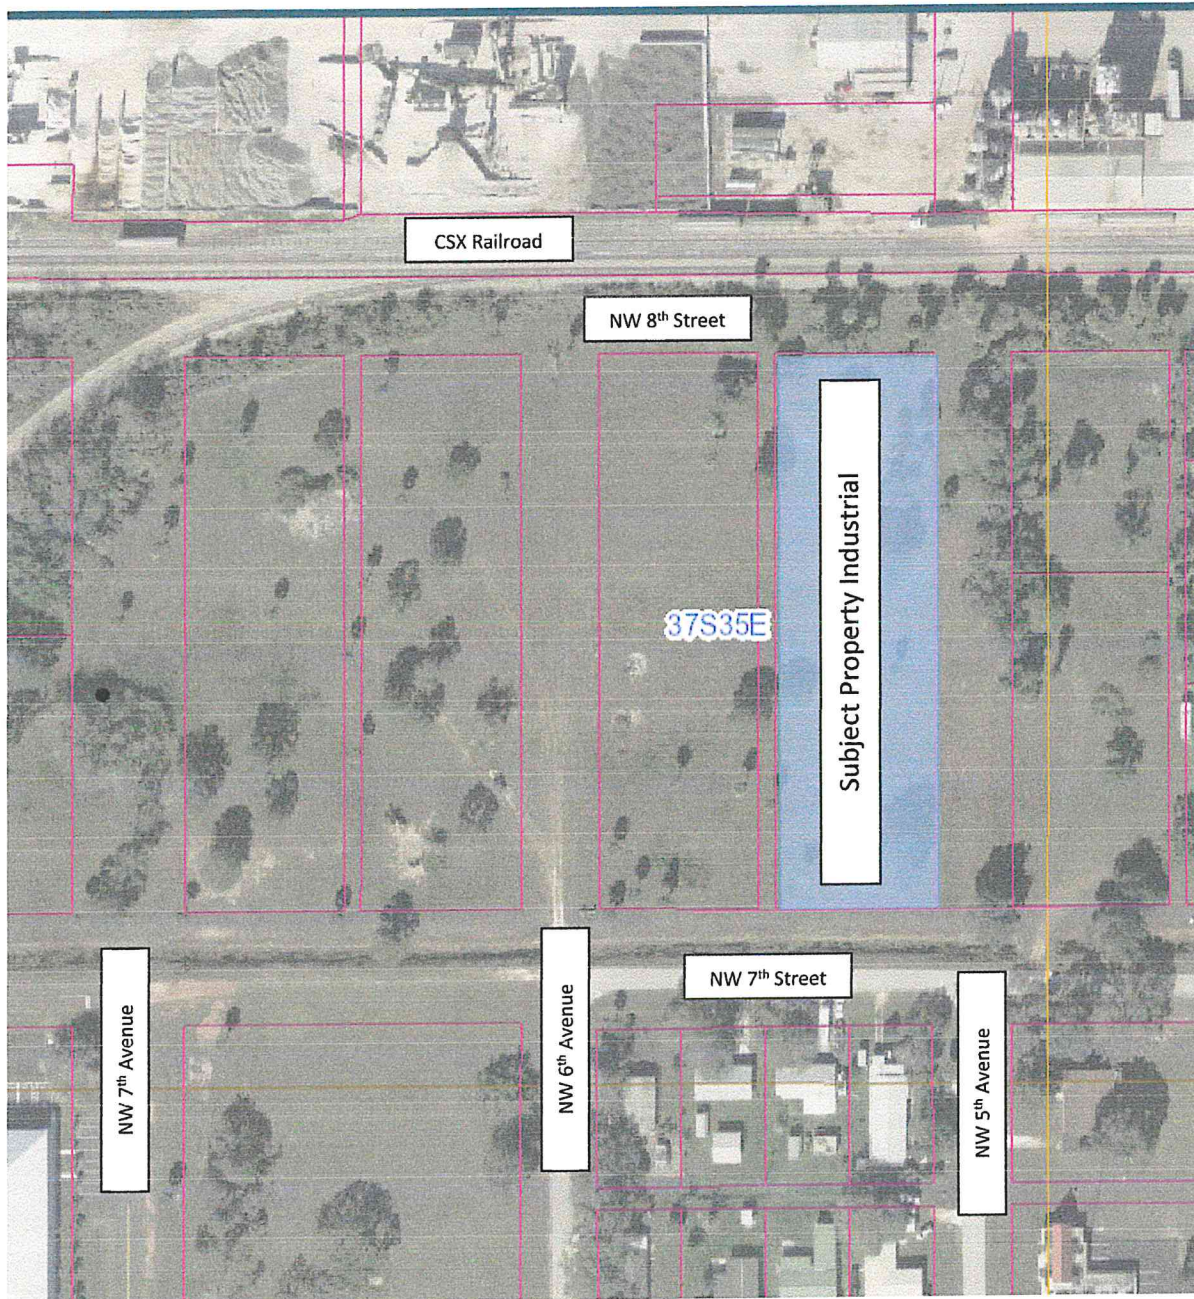 CSX Railroad
NW 8th Street
Subject Property Industrial
37S35E
NW 7th Avenue
NW 6th Avenue
NW 7th Street
NW 5th Avenue